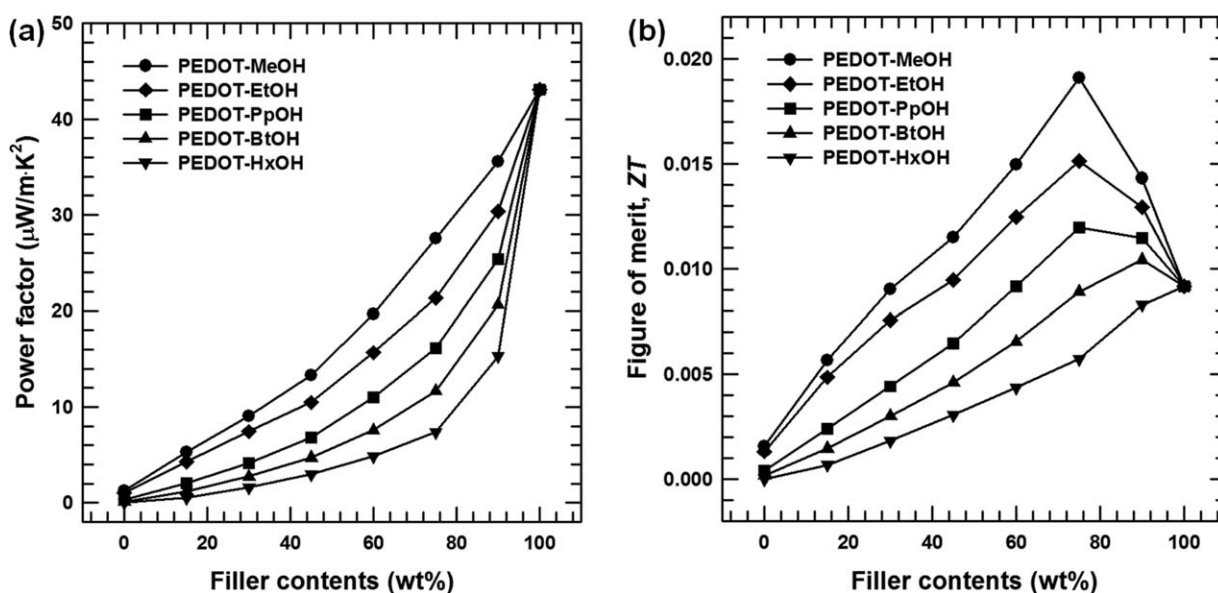 (a)
Power factor (μW/m·K²)
50
40
30
20
10
0
PEDOT-MeOH
PEDOT-EtOH
PEDOT-PpOH
PEDOT-BtOH
PEDOT-HxOH
0 20 40 60 80 100
Filler contents (wt%)
(b)
Figure of merit, ZT
0.020
0.015
0.010
0.005
0.000
PEDOT-MeOH
PEDOT-EtOH
PEDOT-PpOH
PEDOT-BtOH
PEDOT-HxOH
0 20 40 60 80 100
Filler contents (wt%)